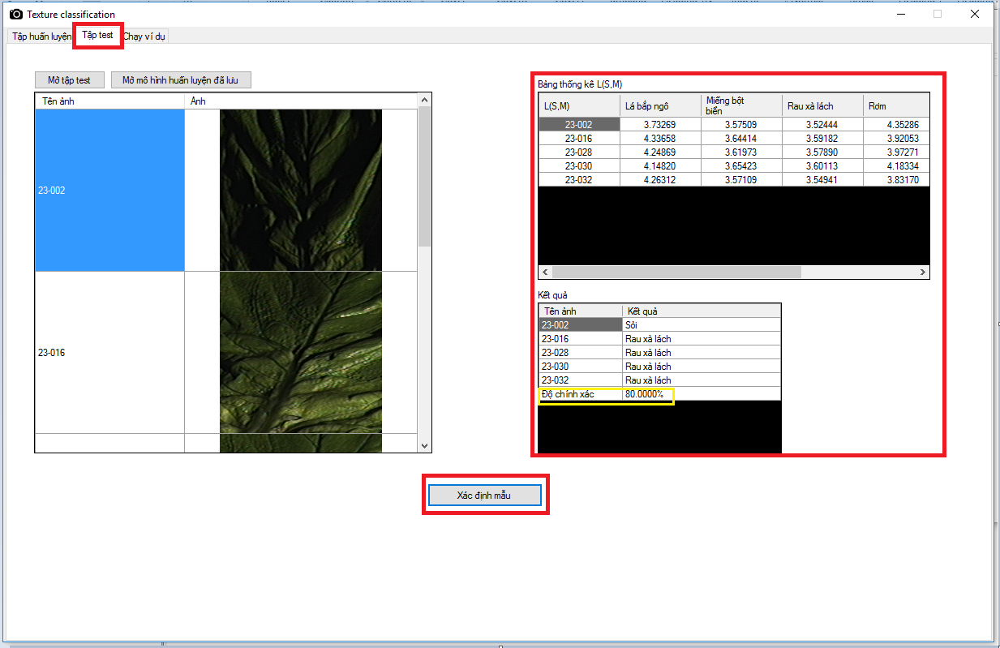 Texture classification
Tập huấn luyện Tập test Chạy ví dụ
Mở tập test Mở mô hình huấn luyện đã lưu
Tên ảnh Ảnh
23-002
23-016
Bảng thống kê L(S,M)
L(S,M) Lá bắp ngô Miếng bột biển Rau xà lách Rơm
23-002 3.73269 3.57509 3.52444 4.35286
23-016 4.33658 3.64414 3.59182 3.92053
23-028 4.24869 3.61973 3.57890 3.97271
23-030 4.14820 3.65423 3.60113 4.18334
23-032 4.26312 3.57109 3.54941 3.83170
Kết quả
Tên ảnh Kết quả
23-002 Sỏi
23-016 Rau xà lách
23-028 Rau xà lách
23-030 Rau xà lách
23-032 Rau xà lách
Độ chính xác 80.0000%
Xác định mẫu